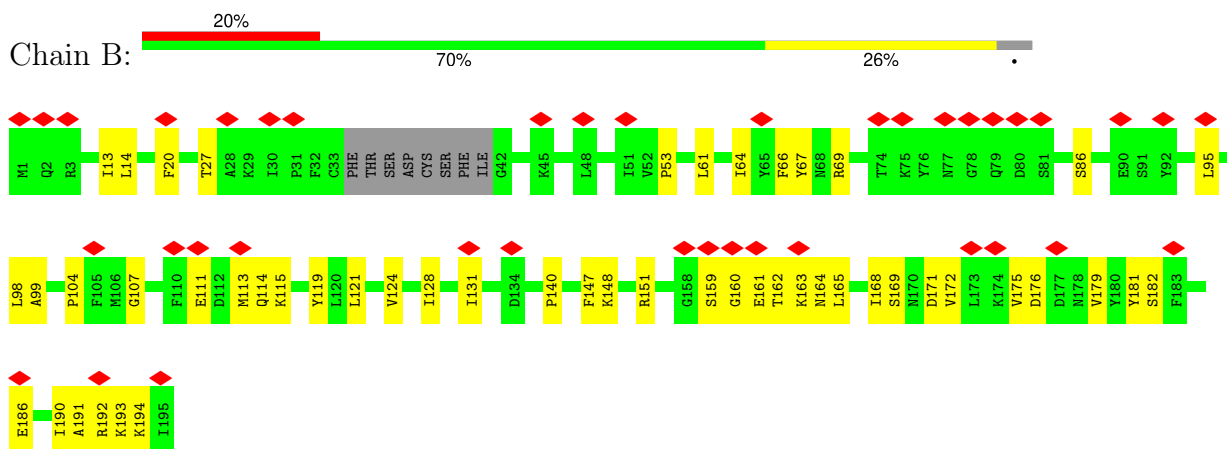 20%
Chain B:
70% 26% •
M1 Q2 R3 I13 L14 F20 T27 A28 K29 I30 P31 F32 C33 PHE THR SER ASP CYS SER PHE ILE G42 K45 L48 I51 V52 P53 L61 I64 Y65 F66 Y67 N68 R69 T74 K75 Y76 N77 G78 Q79 D80 S81 S86 E90 S91 Y92 L95
L98 A99 P104 F105 M106 G107 F110 E111 D112 M113 Q114 K115 Y119 L120 L121 V124 I128 I131 D134 P140 F147 K148 R151 G158 S159 G160 E161 T162 K163 N164 L165 I168 S169 N170 D171 V172 L173 K174 V175 D176 D177 N178 V179 Y180 Y181 S182 F183
E186 I190 A191 R192 K193 K194 I195